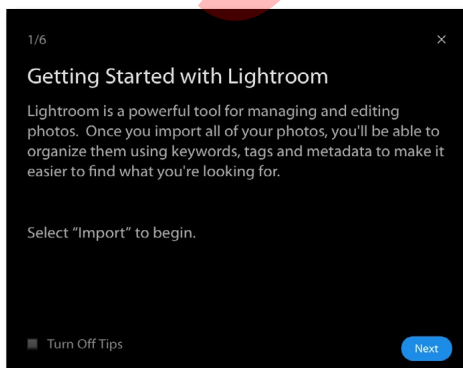 1/6
Getting Started with Lightroom
Lightroom is a powerful tool for managing and editing
photos. Once you import all of your photos, you'll be able to
organize them using keywords, tags and metadata to make it
easier to find what you're looking for.
Select “Import” to begin.
Turn Off Tips
Next